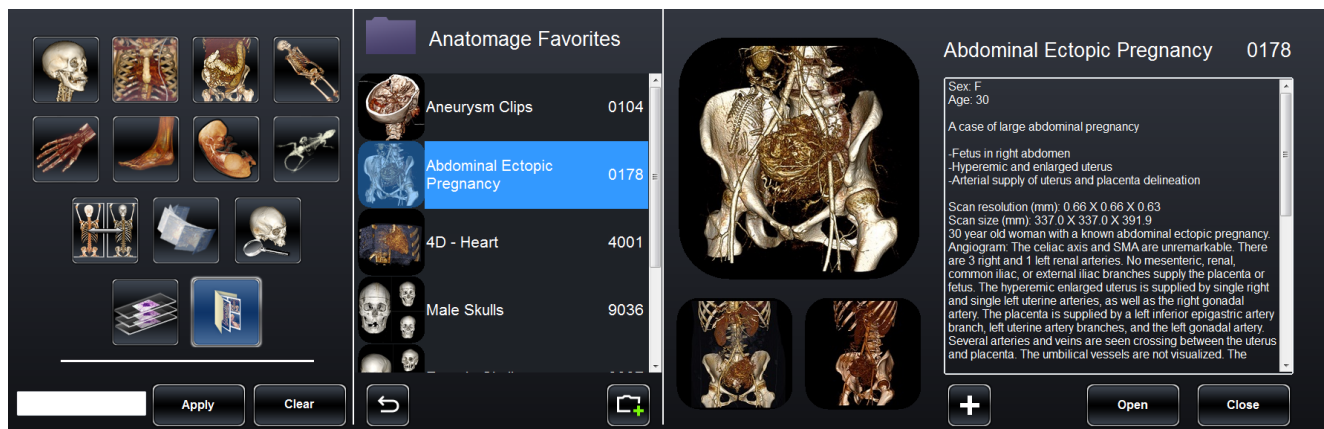 Apply
Clear
Anatomage Favorites
Aneurysm Clips 0104
Abdominal Ectopic
Pregnancy 0178
4D - Heart 4001
Male Skulls 9036
Abdominal Ectopic Pregnancy 0178
Sex: F
Age: 30
A case of large abdominal pregnancy
-Fetus in right abdomen
-Hyperemic and enlarged uterus
-Arterial supply of uterus and placenta delineation
Scan resolution (mm): 0.66 X 0.66 X 0.63
Scan size (mm): 337.0 X 337.0 X 391.9
30 year old woman with a known abdominal ectopic pregnancy.
Angiogram: The celiac axis and SMA are unremarkable. There
are 3 right and 1 left renal arteries. No mesenteric, renal,
common iliac, or external iliac branches supply the placenta or
fetus. The hyperemic enlarged uterus is supplied by single right
and single left uterine arteries, as well as the right gonadal
artery. The placenta is supplied by a left inferior epigastric artery
branch, left uterine artery branches, and the left gonadal artery.
Several arteries and veins are seen crossing between the uterus
and placenta. The umbilical vessels are not visualized. The
Open
Close